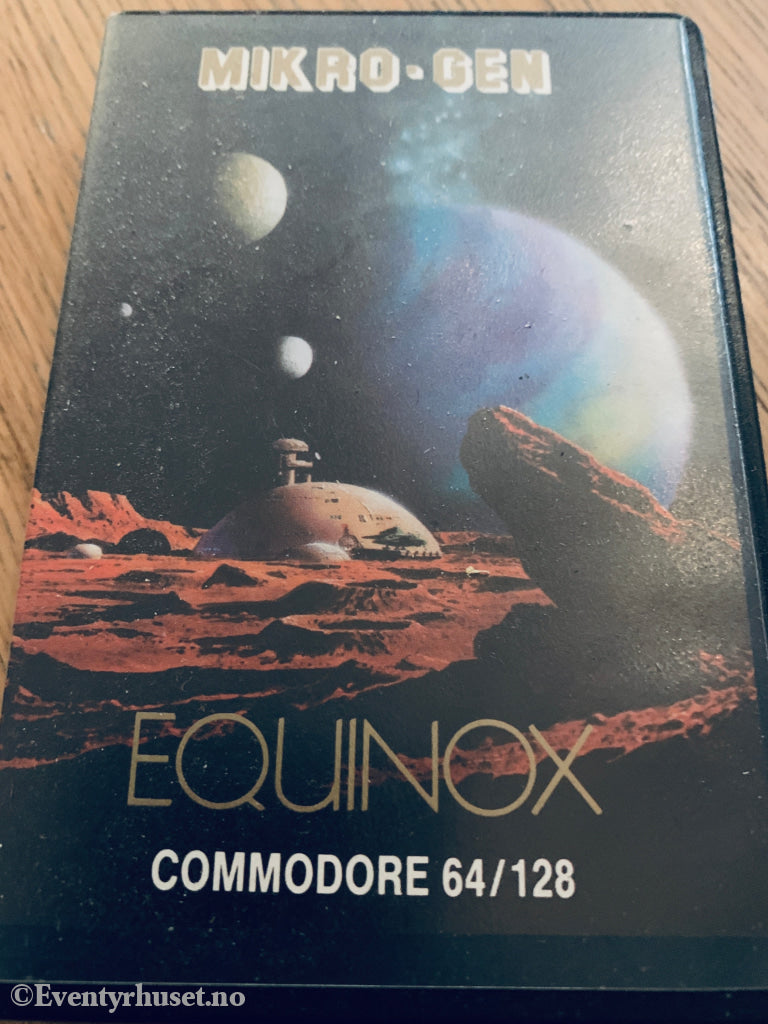 MIKRO-GEN
EQUINOX
COMMODORE 64/128
©Eventyrhuset.no